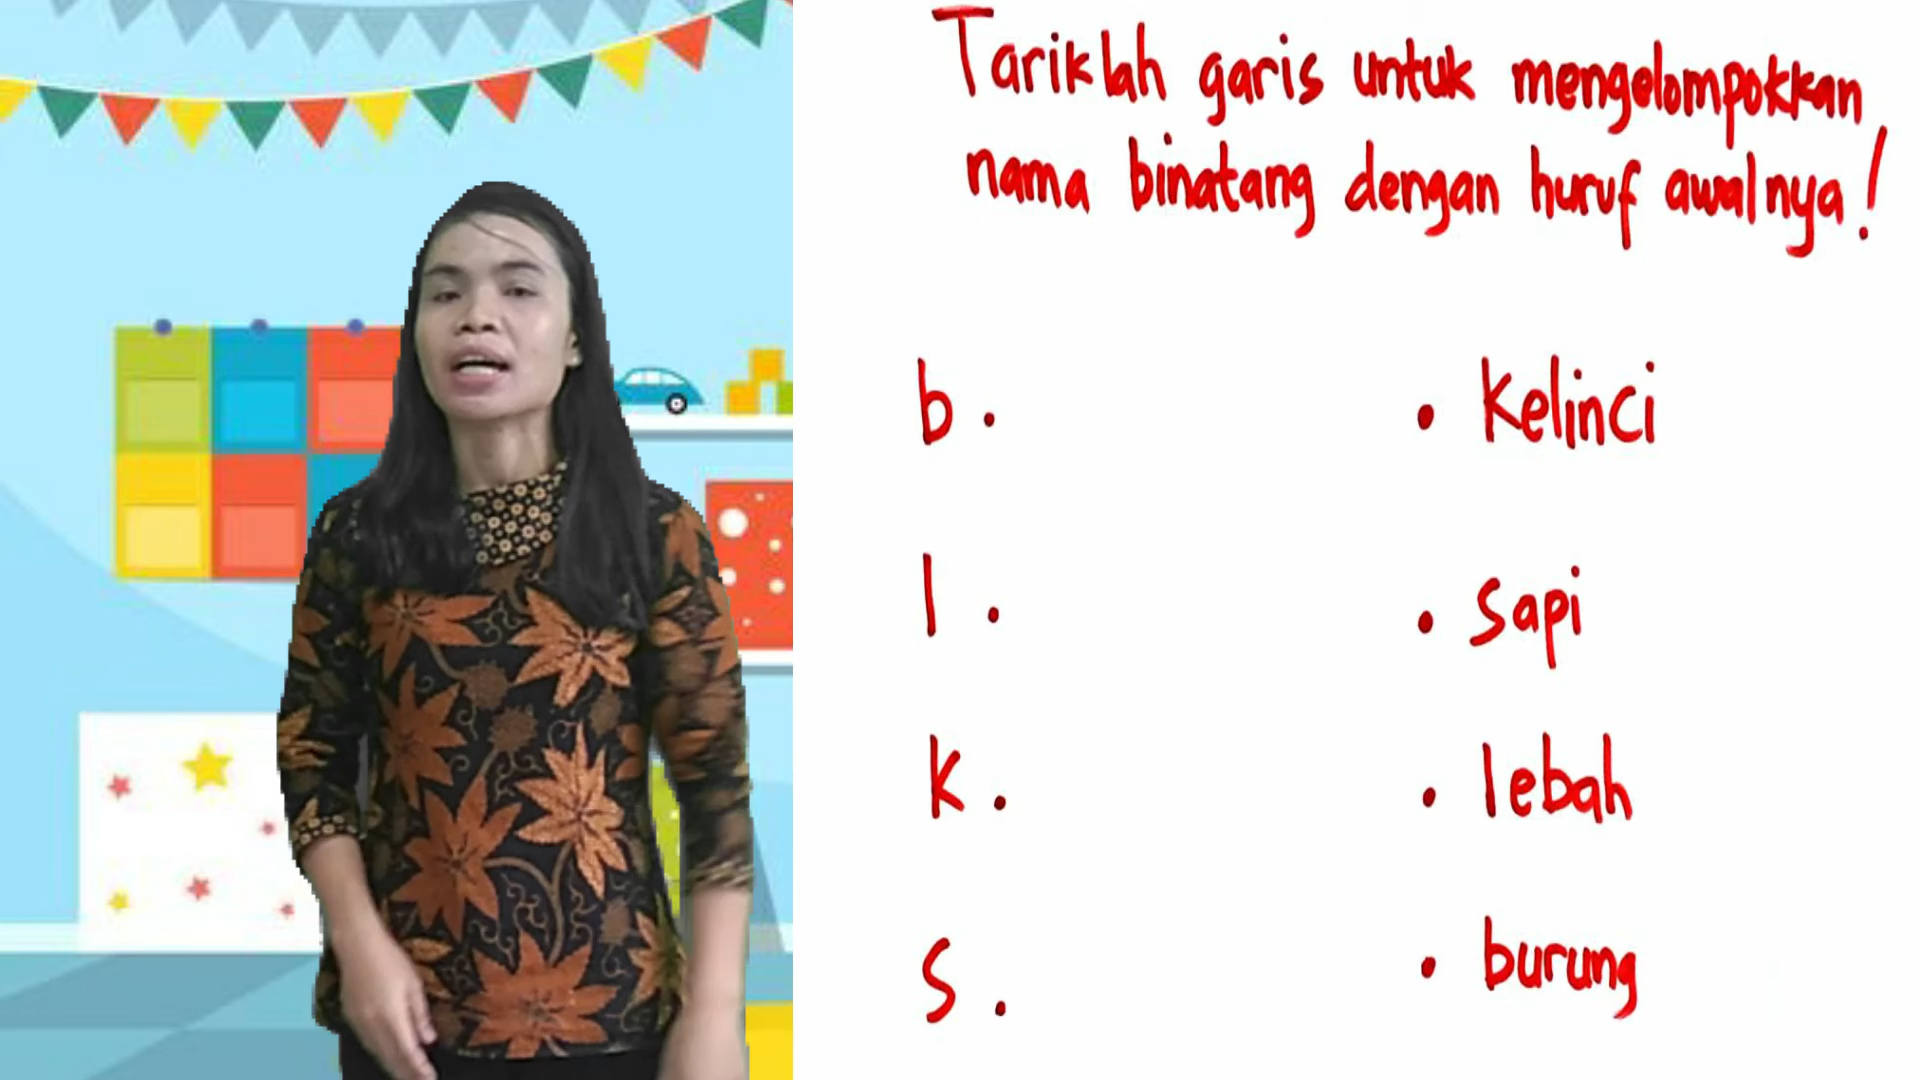 Tariklah garis untuk mengelompokkan
nama binatang dengan huruf awalnya!
b. • Kelinci
l. • sapi
k. • lebah
s. • burung